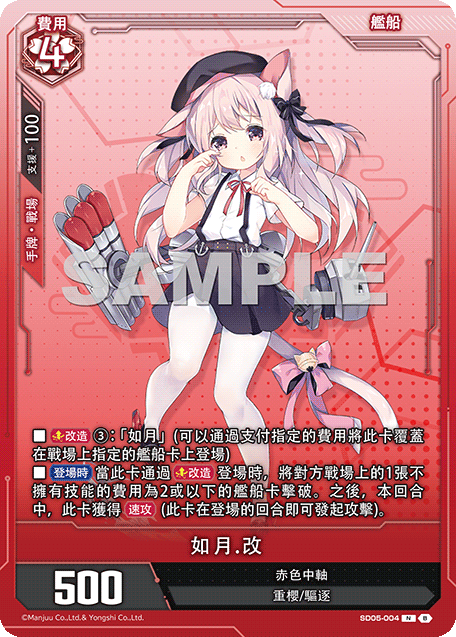 費用
艦船
4
支援+100
手牌・戰場
SAMPLE
■ 改造 ③：「如月」(可以通過支付指定的費用將此卡覆蓋
在戰場上指定的艦船卡上登場)
■ 登場時 當此卡通過 改造 登場時，將對方戰場上的1張不
擁有技能的費用為2或以下的艦船卡擊破。之後，本回合
中，此卡獲得 速攻 (此卡在登場的回合即可發起攻擊)。
如月.改
500
赤色中軸
重櫻/驅逐
©Manjuu Co.,Ltd.& Yongshi Co.,Ltd.
SD05-004 N B